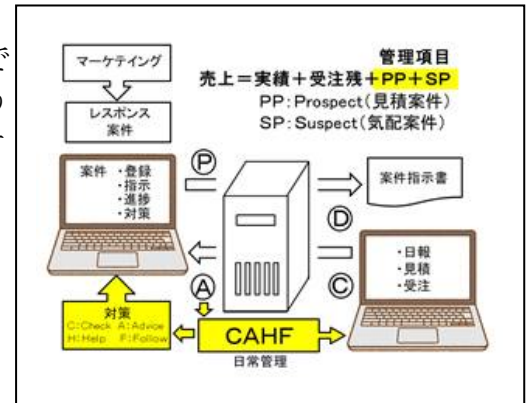 で
マーケテイング
レスポンス
案件
管理項目
売上=実績+受注残+PP+SP
PP:Prospect(見積案件)
SP:Suspect(気配案件)
案件 ・登録
・指示
・進捗
・対策
Ⓟ
案件指示書
Ⓓ
Ⓐ
Ⓒ
・日報
・見積
・受注
対策
C:Check A:Advice
H:Help F:Follow
CAHF
日常管理